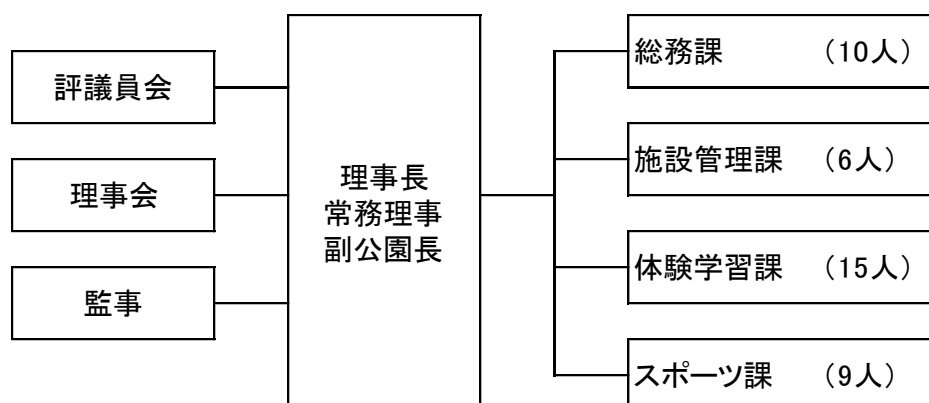 評議員会
理事会
監事
理事長
常務理事
副公園長
総務課 (10人)
施設管理課 (6人)
体験学習課 (15人)
スポーツ課 (9人)